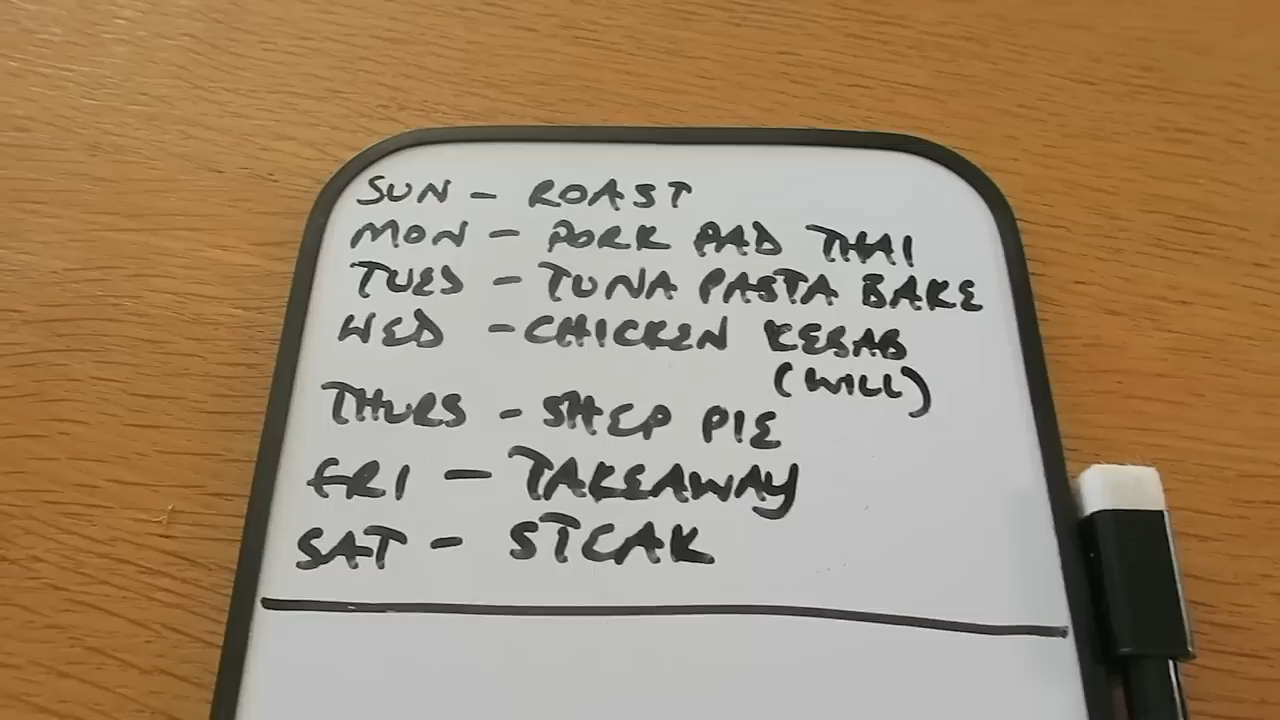 SUN - ROAST
MON - PORK PAD THAI
TUES - TUNA PASTA BAKE
WED - CHICKEN KEBAB
(WILL)
THURS - SHEP PIE
FRI - TAKEAWAY
SAT - STEAK